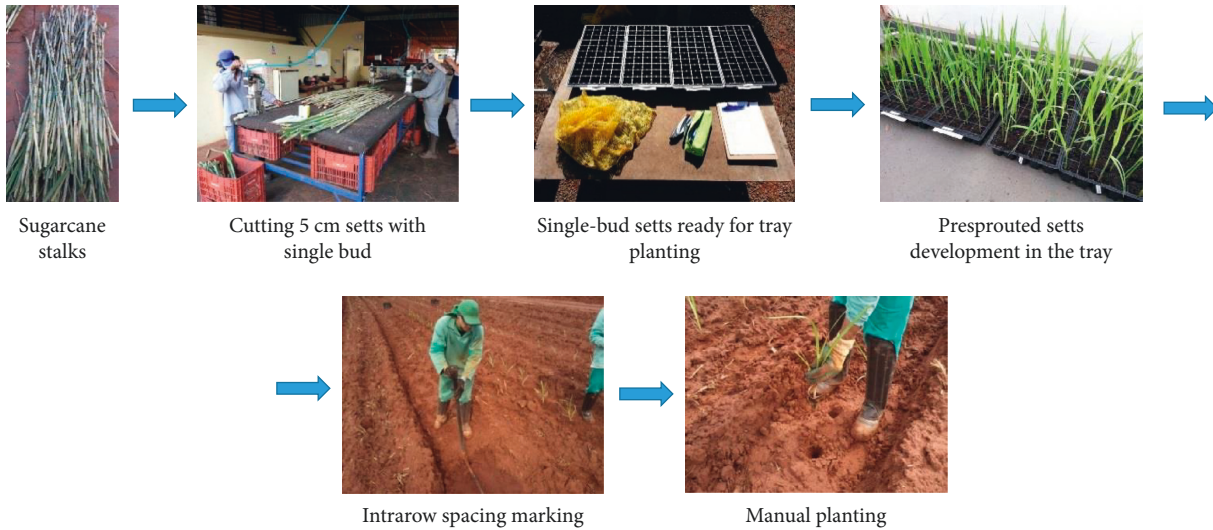 Sugarcane
stalks
Cutting 5 cm setts with
single bud
Single-bud setts ready for tray
planting
Presprouted setts
development in the tray
Intrarow spacing marking
Manual planting